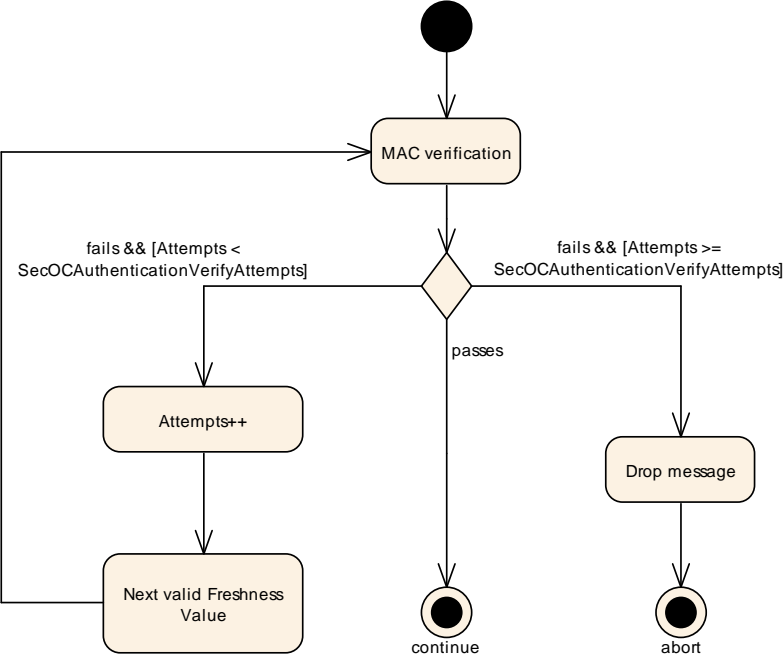 MAC verification
fails && [Attempts <
SecOCAuthenticationVerifyAttempts]
fails && [Attempts >=
SecOCAuthenticationVerifyAttempts]
passes
Attempts++
Drop message
Next valid Freshness
Value
continue
abort